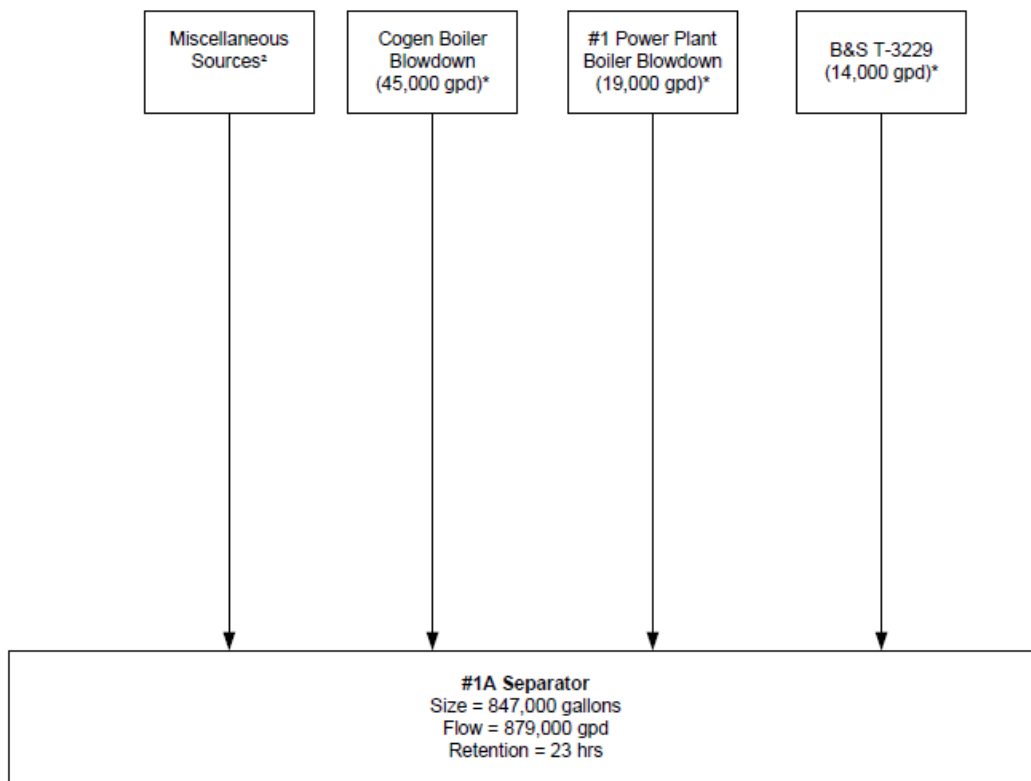 Miscellaneous
Sources²
Cogen Boiler
Blowdown
(45,000 gpd)*
#1 Power Plant
Boiler Blowdown
(19,000 gpd)*
B&S T-3229
(14,000 gpd)*
#1A Separator
Size = 847,000 gallons
Flow = 879,000 gpd
Retention = 23 hrs